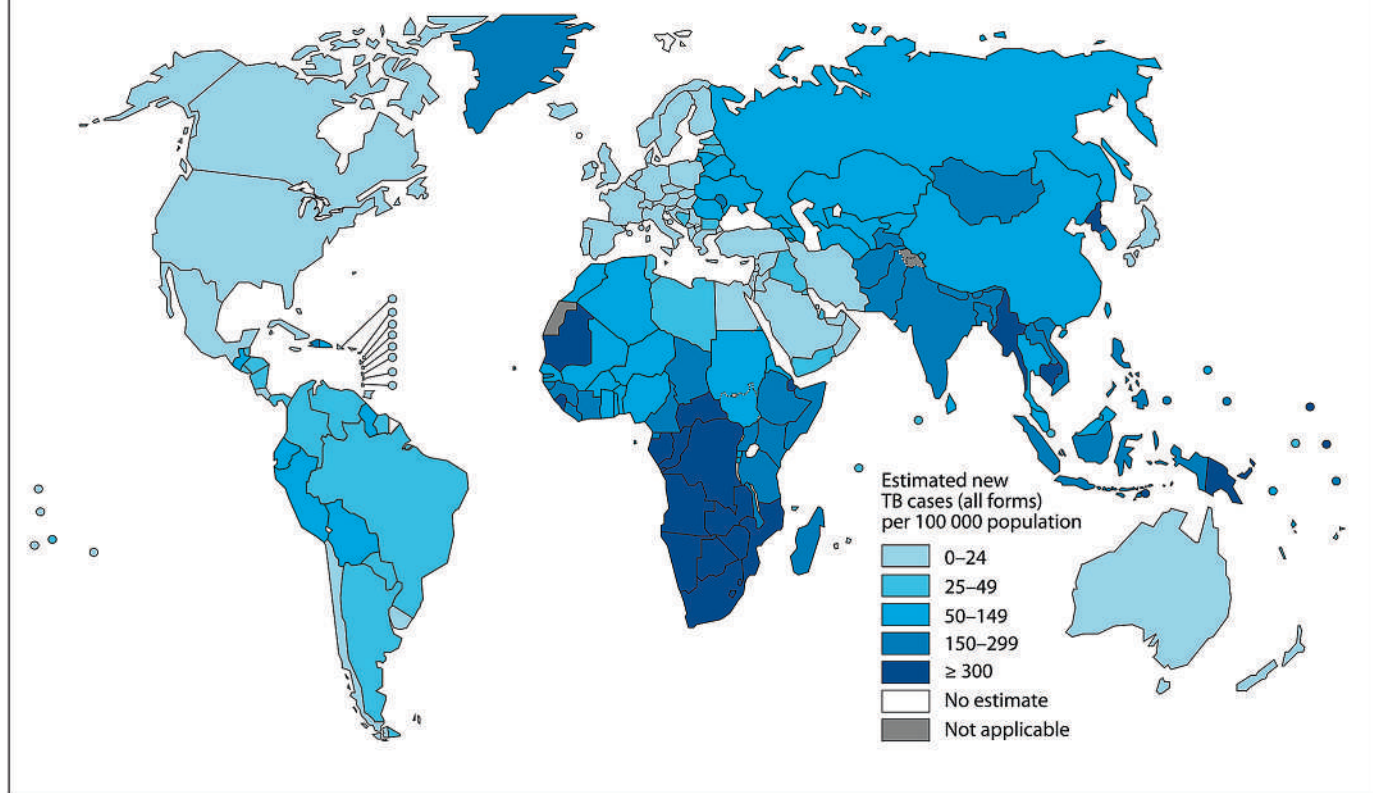 Estimated new
TB cases (all forms)
per 100 000 population
0–24
25–49
50–149
150–299
≥ 300
No estimate
Not applicable